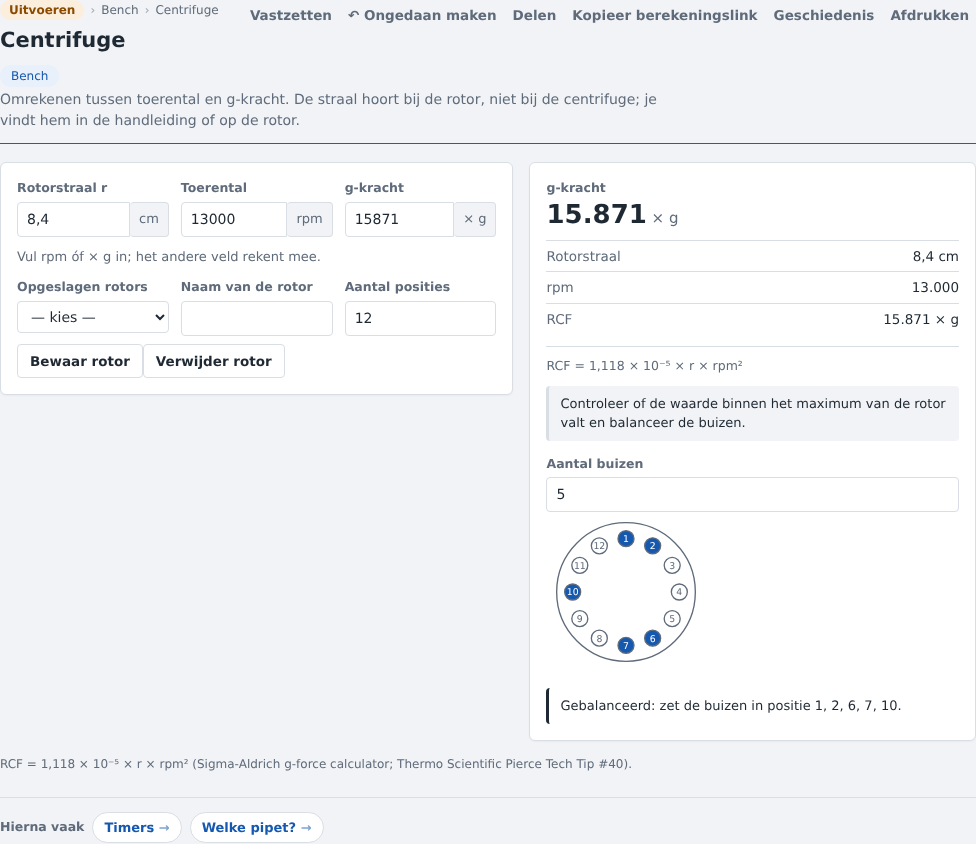 Uitvoeren › Bench › Centrifuge
Vastzetten ↶ Ongedaan maken Delen Kopieer berekeningslink Geschiedenis Afdrukken
Centrifuge
Bench
Omrekenen tussen toerental en g-kracht. De straal hoort bij de rotor, niet bij de centrifuge; je
vindt hem in de handleiding of op de rotor.
Rotorstraal r Toerental g-kracht
8,4 cm 13000 rpm 15871 × g
Vul rpm óf × g in; het andere veld rekent mee.
Opgeslagen rotors Naam van de rotor Aantal posities
— kies — 12
Bewaar rotor Verwijder rotor
g-kracht
15.871 × g
Rotorstraal 8,4 cm
rpm 13.000
RCF 15.871 × g
RCF = 1,118 × 10⁻⁵ × r × rpm²
Controleer of de waarde binnen het maximum van de rotor
valt en balanceer de buizen.
Aantal buizen
5
1
12 2
11 3
10 4
9 5
8 6
7
Gebalanceerd: zet de buizen in positie 1, 2, 6, 7, 10.
RCF = 1,118 × 10⁻⁵ × r × rpm² (Sigma-Aldrich g-force calculator; Thermo Scientific Pierce Tech Tip #40).
Hierna vaak Timers → Welke pipet? →